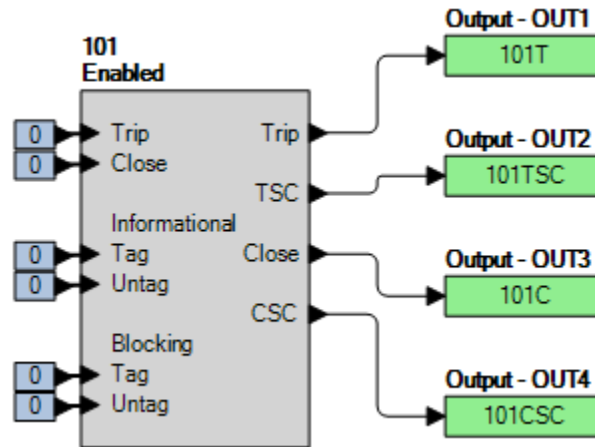 101
Enabled
0 Trip
0 Close
Informational
0 Tag
0 Untag
Blocking
0 Tag
0 Untag
Trip
TSC
Close
CSC
Output - OUT1
101T
Output - OUT2
101TSC
Output - OUT3
101C
Output - OUT4
101CSC